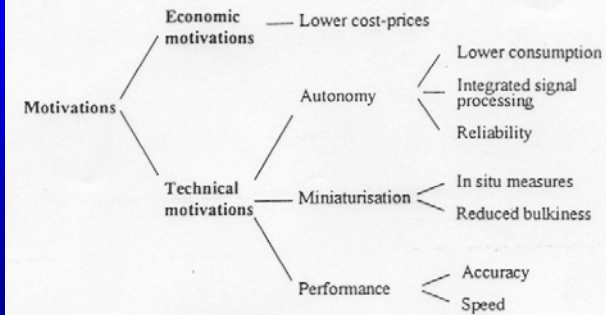 Economic
motivations
Lower cost-prices
Motivations
Technical
motivations
Autonomy
Lower consumption
Integrated signal
processing
Reliability
Miniaturisation
In situ measures
Reduced bulkiness
Performance
Accuracy
Speed